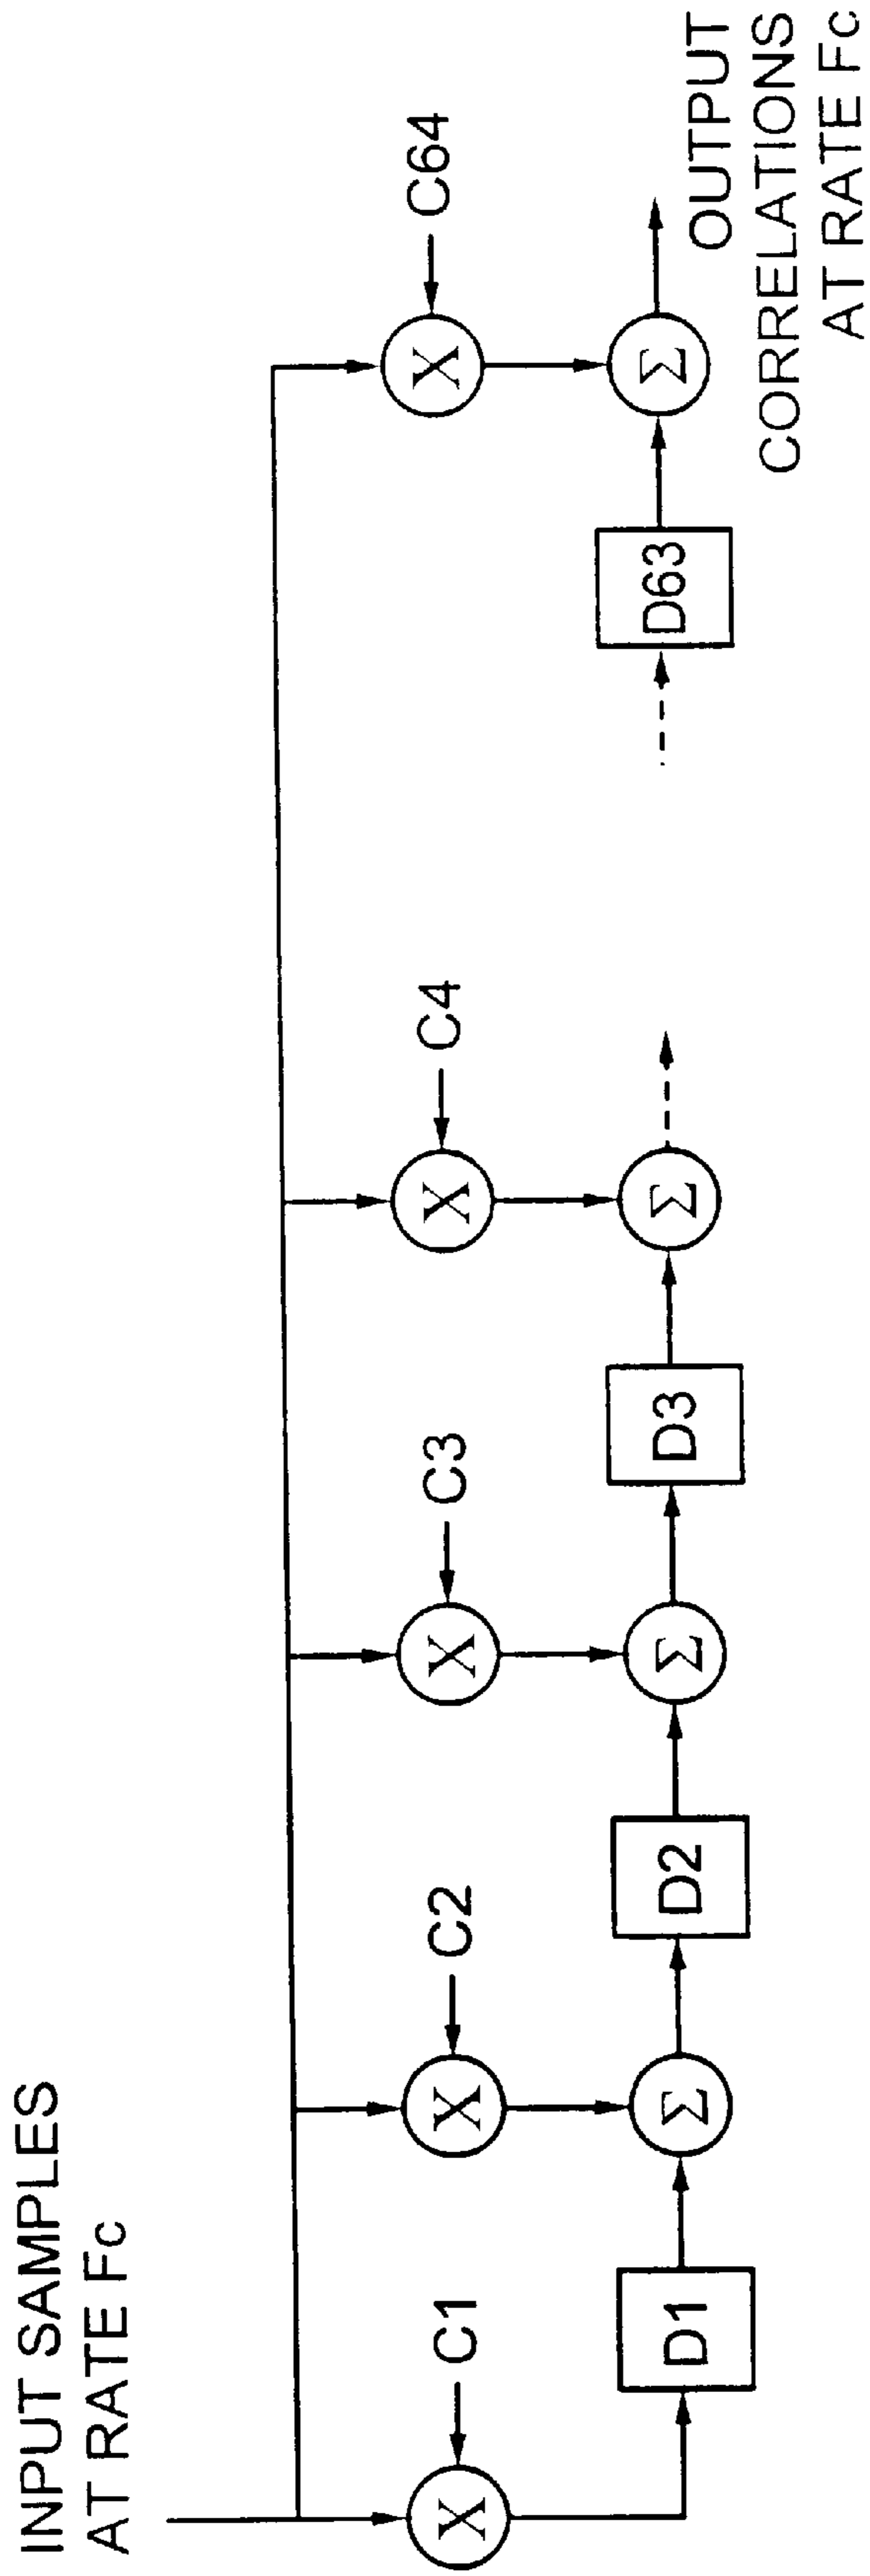 INPUT SAMPLES
AT RATE Fc
C1
C2
C3
C4
C64
X
X
X
X
X
D1
Σ
D2
Σ
D3
Σ
D63
Σ
OUTPUT
CORRELATIONS
AT RATE Fc